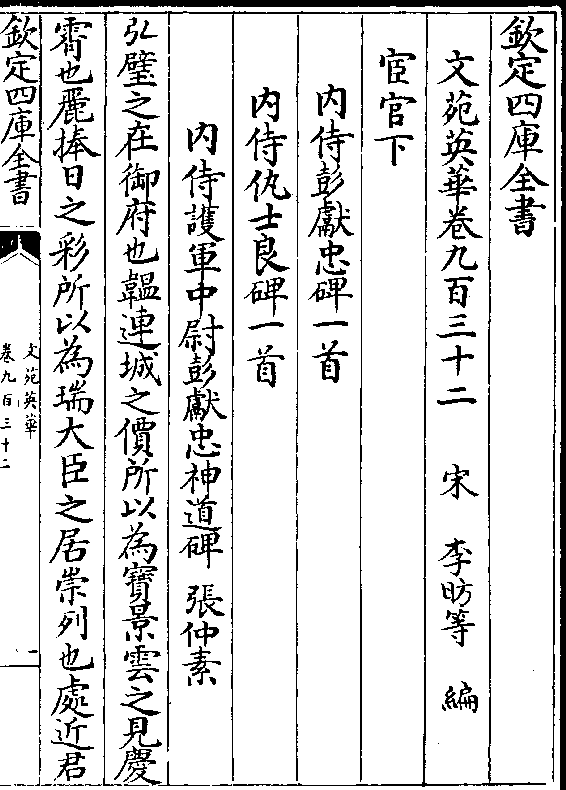 欽定四庫全書
文苑英華卷九百三十二 宋 李昉等 編
宦官下
內侍彭獻忠碑一首
內侍仇士良碑一首
內侍護軍中尉彭獻忠神道碑 張仲素
弘璧之在御府也韞連城之價所以為寶景雲之見慶
霄也麗捧日之彩所以為瑞大臣之居崇列也處近君
欽定四庫全書
文苑英華
卷九百三十二
一